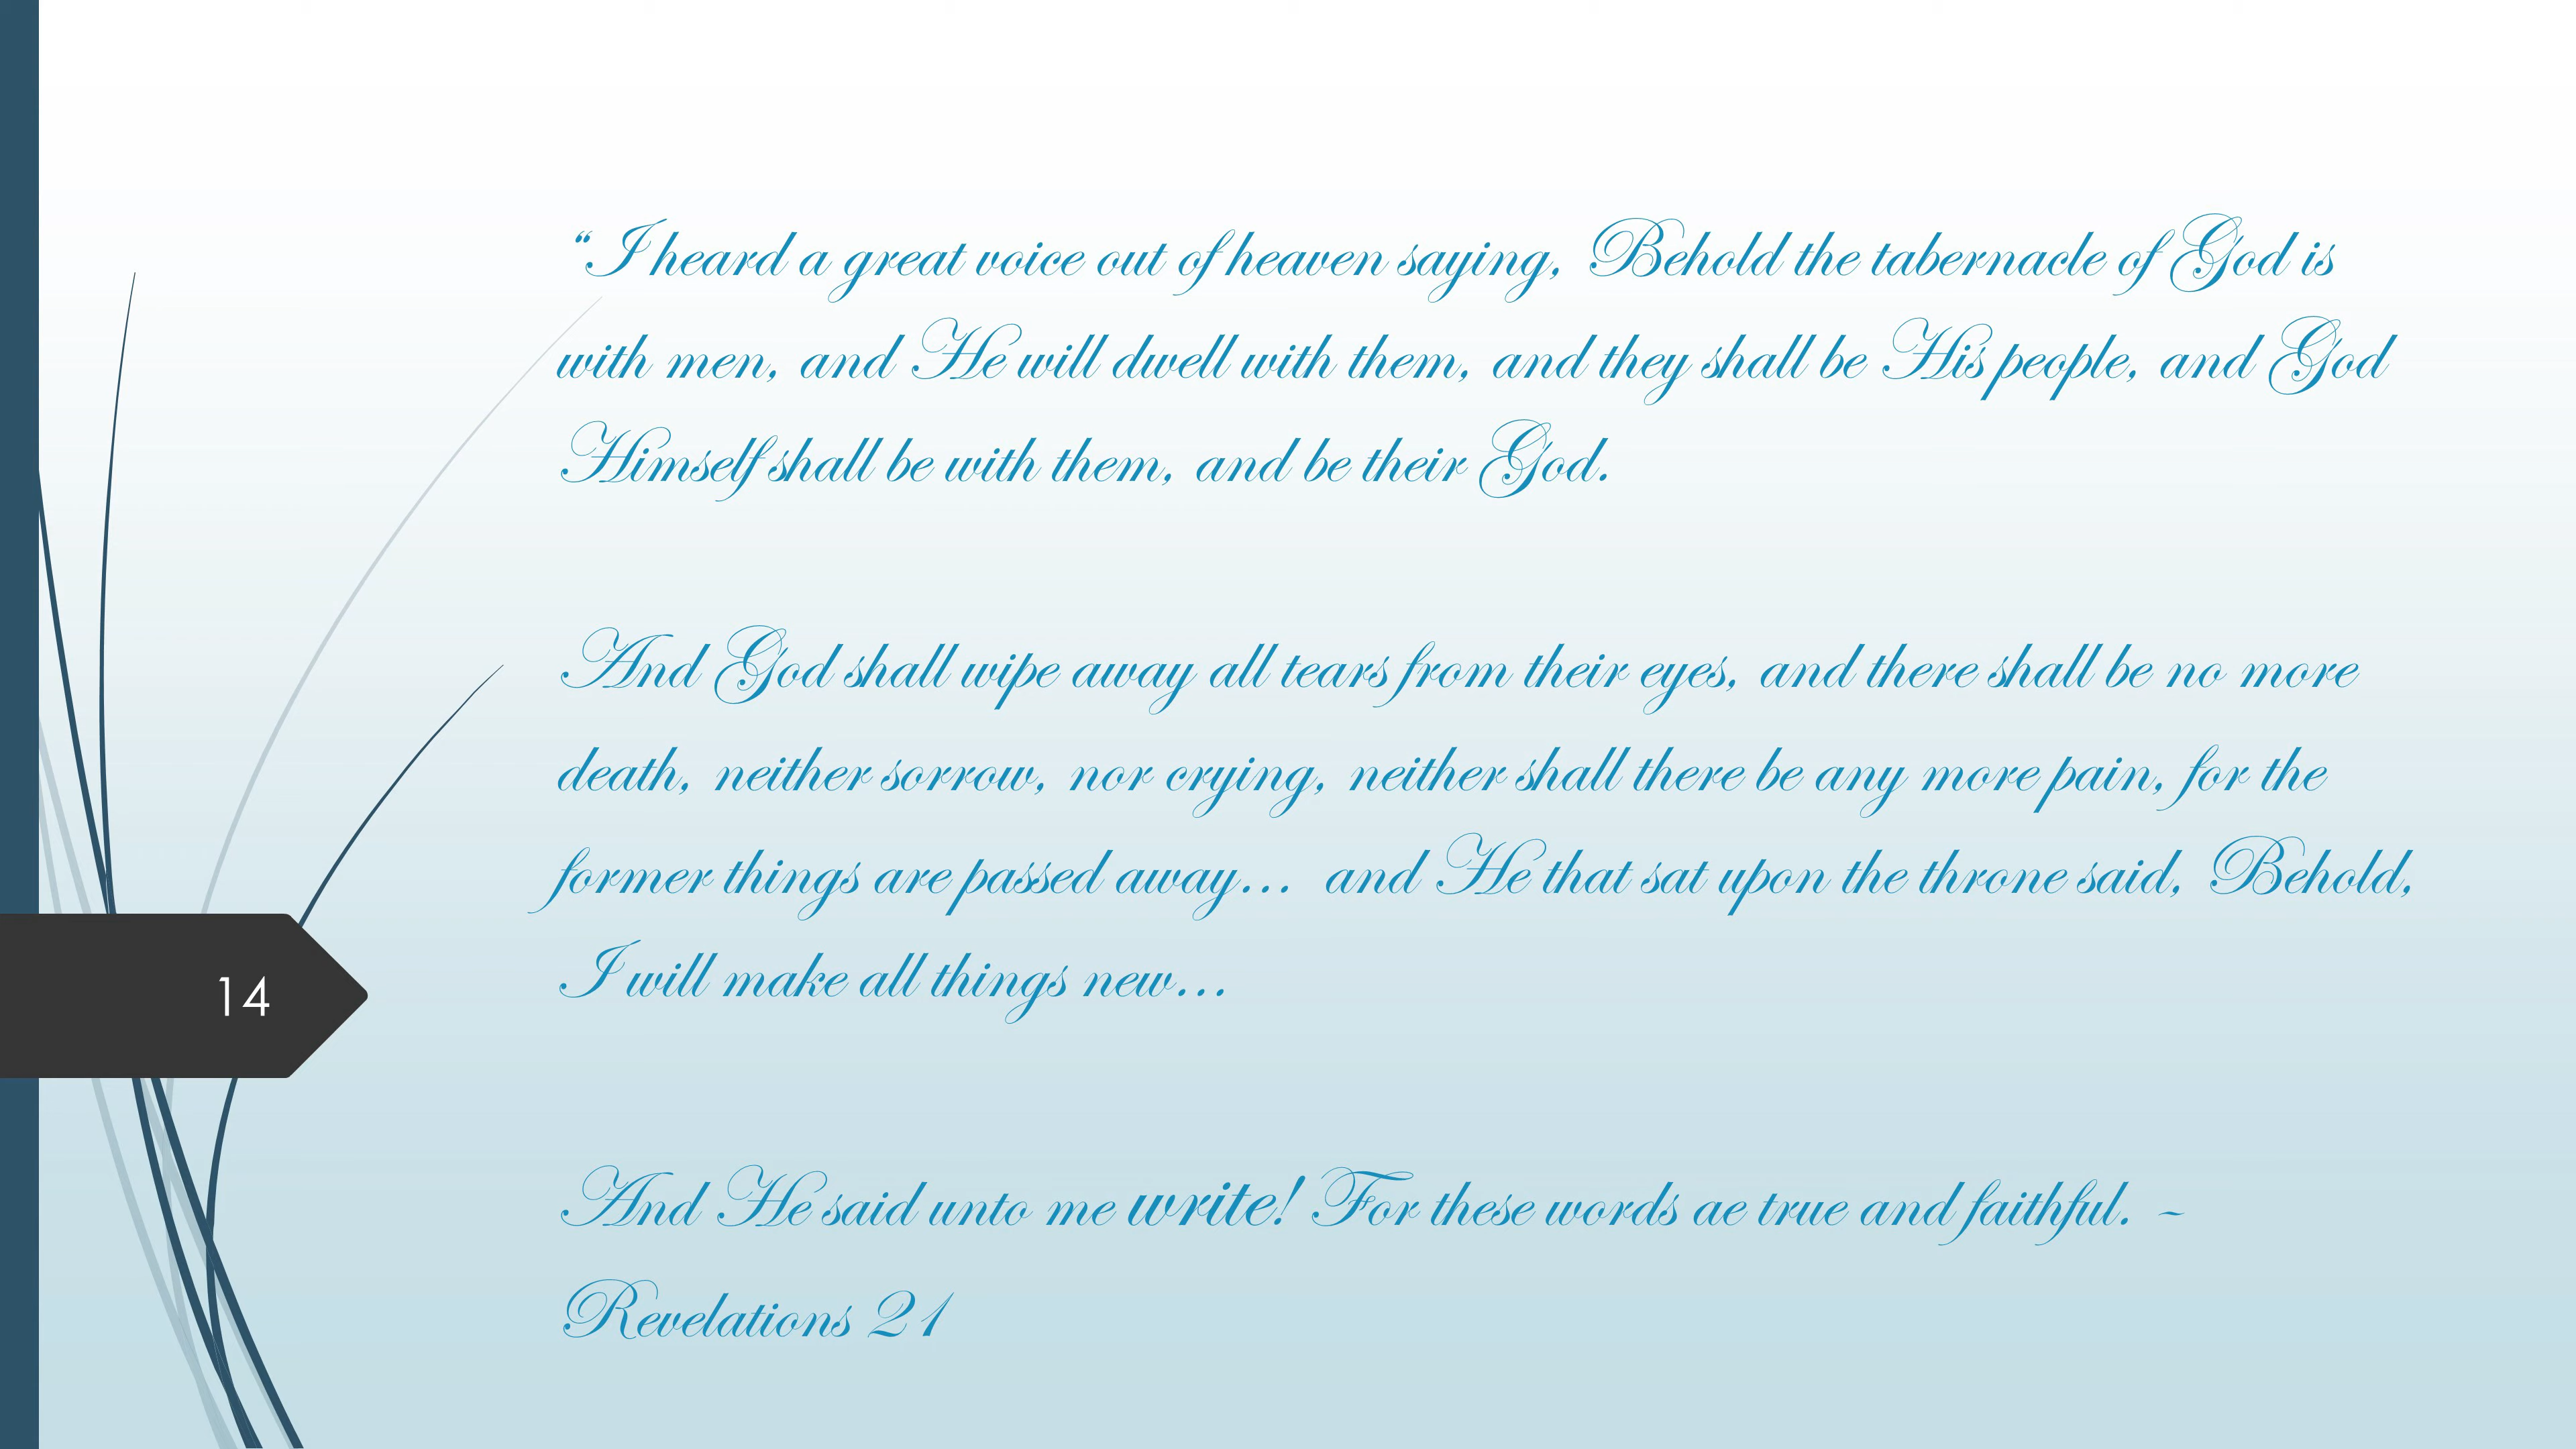 “I heard a great voice out of heaven saying, Behold the tabernacle of God is
with men, and He will dwell with them, and they shall be His people, and God
Himself shall be with them, and be their God.
And God shall wipe away all tears from their eyes, and there shall be no more
death, neither sorrow, nor crying, neither shall there be any more pain, for the
former things are passed away... and He that sat upon the throne said, Behold,
I will make all things new...
14
And He said unto me write! For these words ae true and faithful. -
Revelations 21